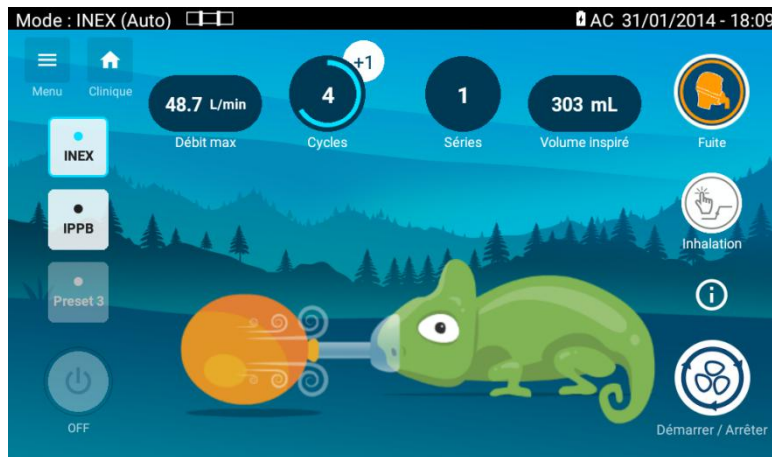 Mode : INEX (Auto)
AC 31/01/2014 - 18:09
Menu
Clinique
48.7 L/min
Débit max
4
+1
Cycles
1
Séries
303 mL
Volume inspiré
Fuite
INEX
IPPB
Preset 3
OFF
Inhalation
i
Démarrer / Arrêter